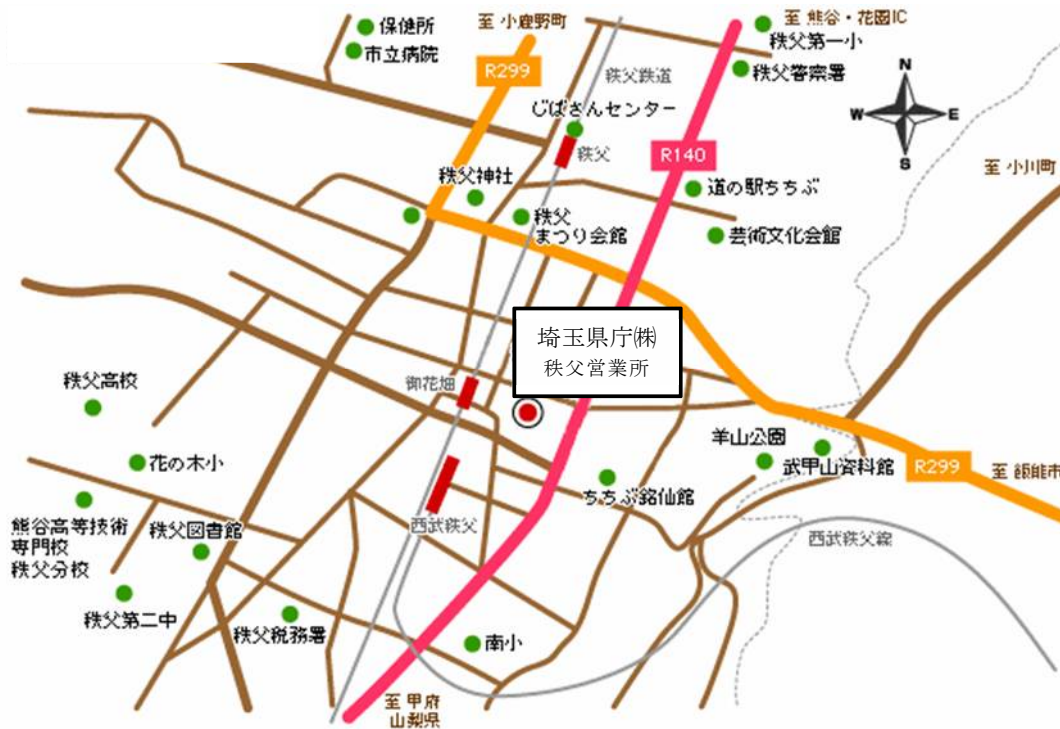 保健所
市立病院
至 小鹿野町
至 熊谷・花園IC
秩父第一小
秩父警察署
R299
秩父鉄道
じばさんセンター
秩父
R140
N
W
E
S
至 小川町
秩父神社
道の駅ちちぶ
秩父
まつり会館
芸術文化会館
埼玉県庁㈱
秩父営業所
御花畑
秩父高校
花の木小
羊山公園
武甲山資料館
R299
至 飯能市
ちちぶ銘仙館
西武秩父
西武秩父線
熊谷高等技術
専門校
秩父分校
秩父図書館
秩父第二中
秩父税務署
南小
至 甲府
山梨県